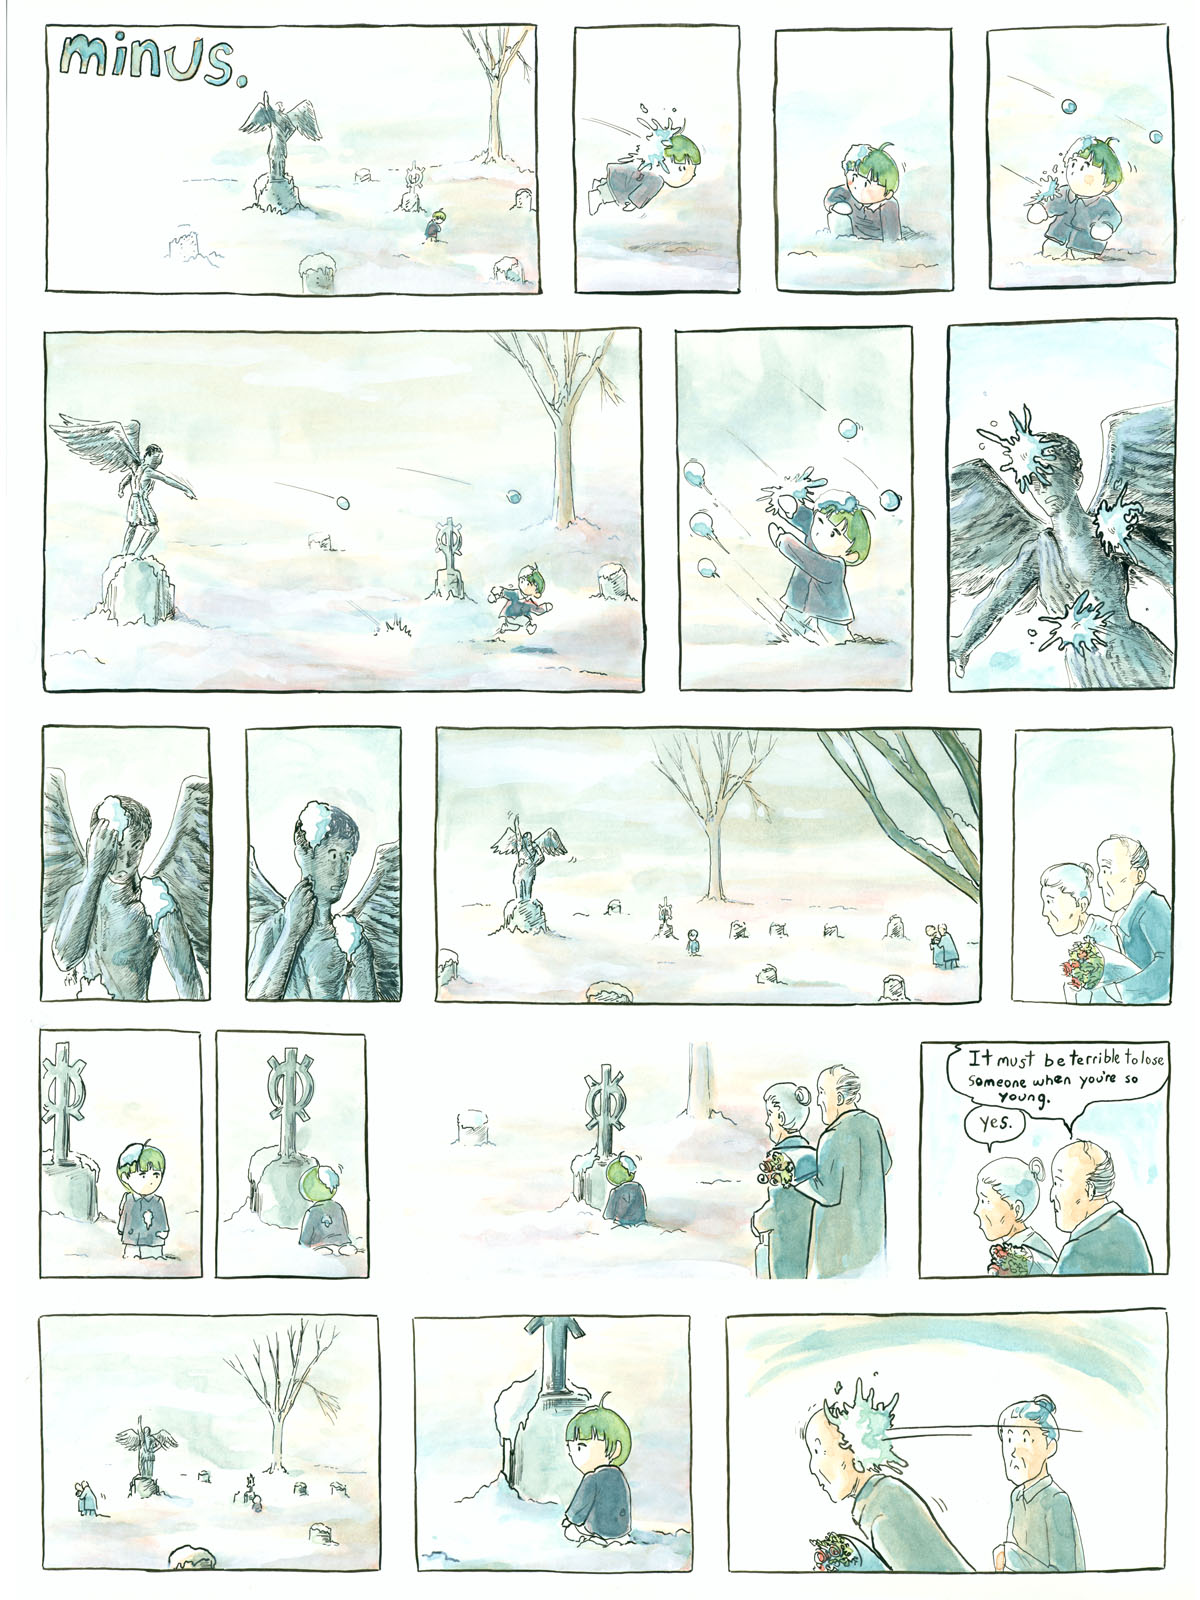 minus.
It must be terrible to lose
someone when you're so
young.
yes.